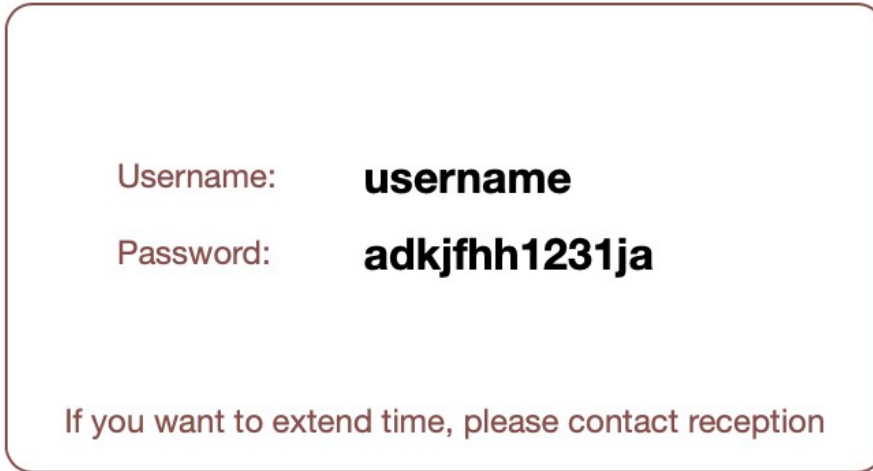 Username: username
Password: adkjfhh1231ja
If you want to extend time, please contact reception